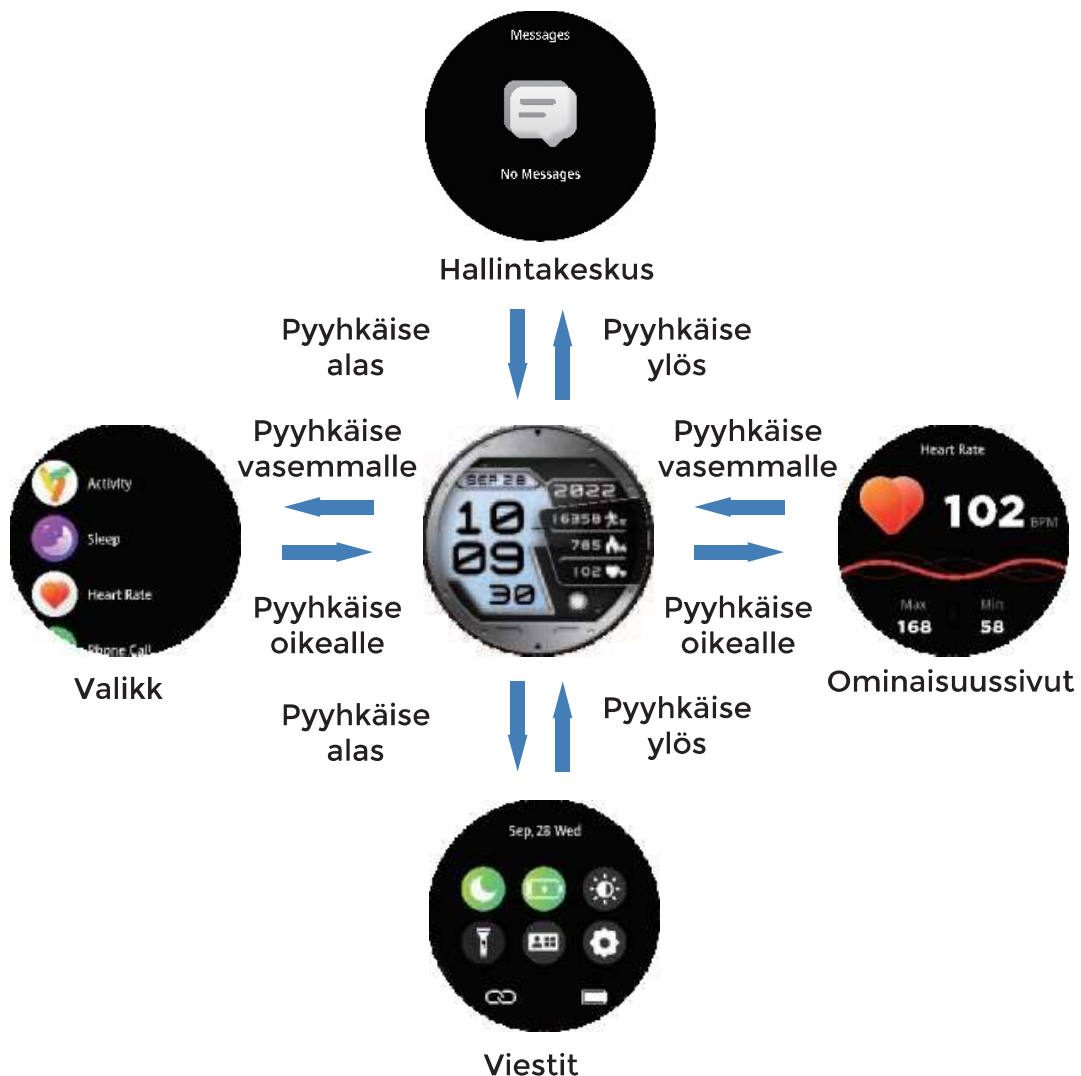 Messages
No Messages
Hallintakeskus
Pyyhkäise
alas
Pyyhkäise
ylös
Pyyhkäise
vasemmalle
Pyyhkäise
vasemmalle
Activity
Sleep
Heart Rate
Phone Call
SEP 28
10
09
30
2022
16358
785
102
Heart Rate
102 BPM
Max
168
Min
58
Pyyhkäise
oikealle
Pyyhkäise
oikealle
Valikk
Ominaisuussivut
Pyyhkäise
alas
Pyyhkäise
ylös
Sep, 28 Wed
Viestit